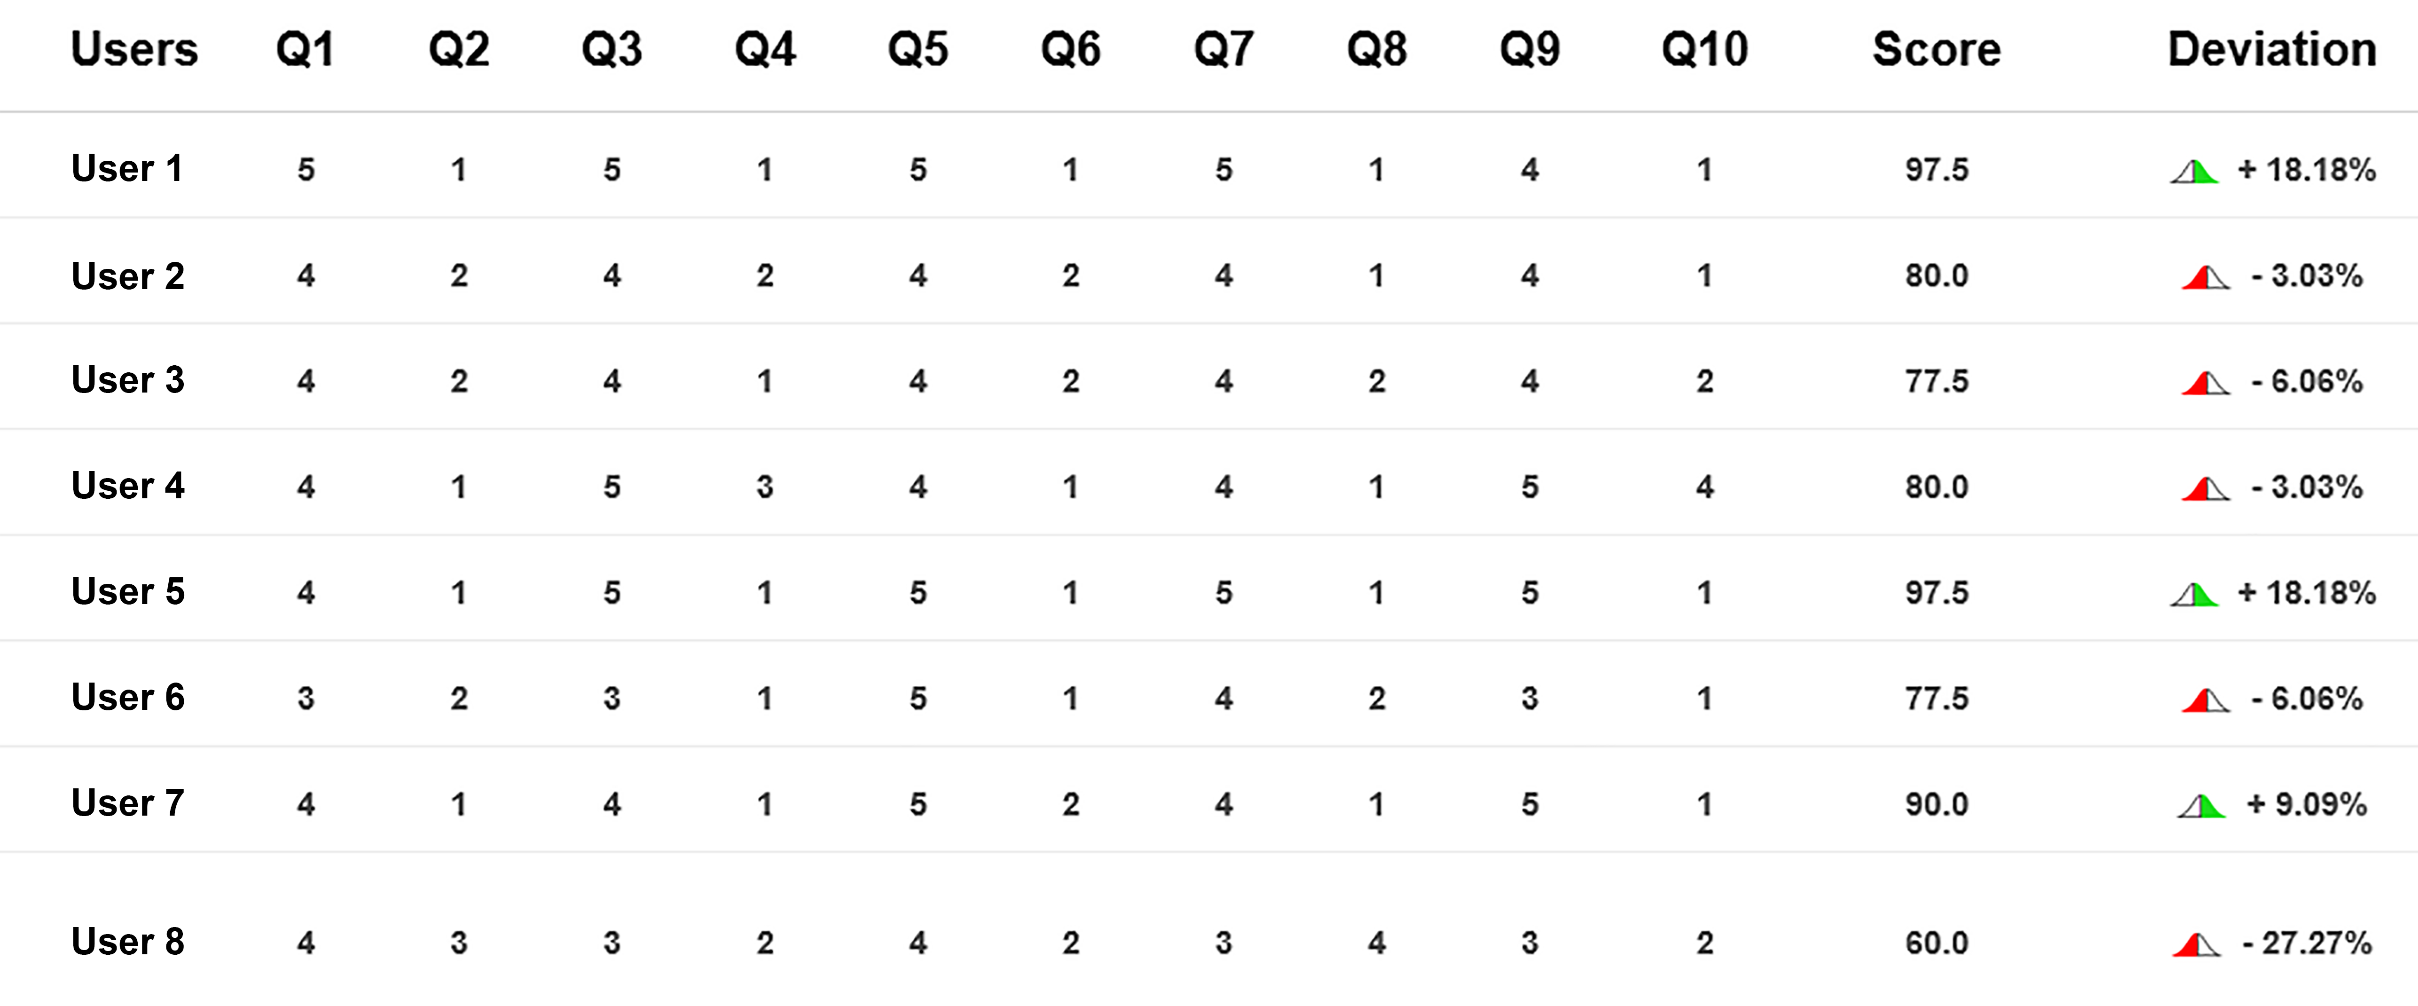 Users Q1 Q2 Q3 Q4 Q5 Q6 Q7 Q8 Q9 Q10 Score Deviation
User 1 5 1 5 1 5 1 5 1 4 1 97.5 + 18.18%
User 2 4 2 4 2 4 2 4 1 4 1 80.0 - 3.03%
User 3 4 2 4 1 4 2 4 2 4 2 77.5 - 6.06%
User 4 4 1 5 3 4 1 4 1 5 4 80.0 - 3.03%
User 5 4 1 5 1 5 1 5 1 5 1 97.5 + 18.18%
User 6 3 2 3 1 5 1 4 2 3 1 77.5 - 6.06%
User 7 4 1 4 1 5 2 4 1 5 1 90.0 + 9.09%
User 8 4 3 3 2 4 2 3 4 3 2 60.0 - 27.27%